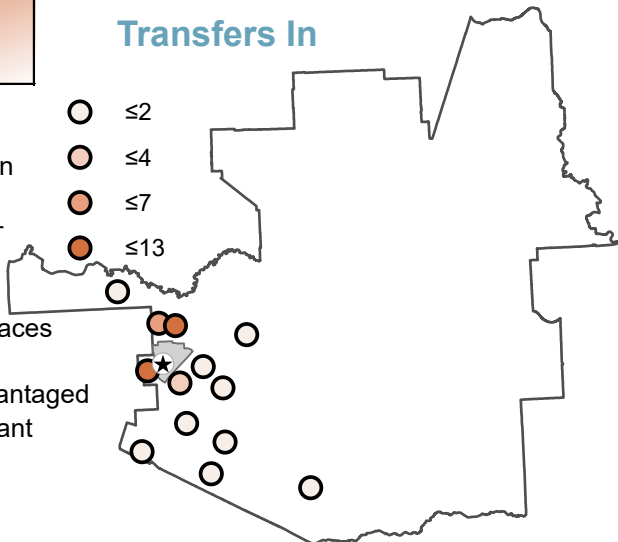 Transfers In
≤2
≤4
n
≤7
≤13
aces
antaged
ant